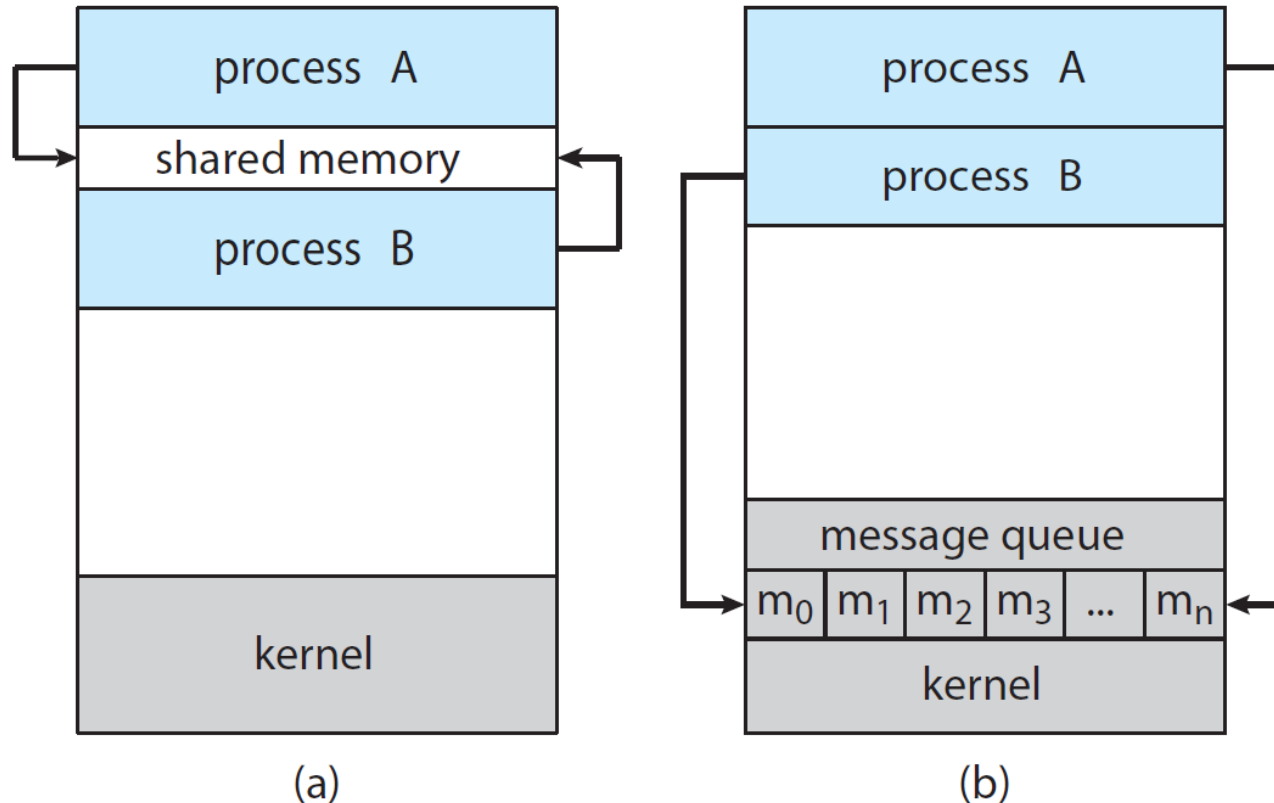 process A
shared memory
process B
kernel
(a)
process A
process B
message queue
m₀ m₁ m₂ m₃ ... mₙ
kernel
(b)